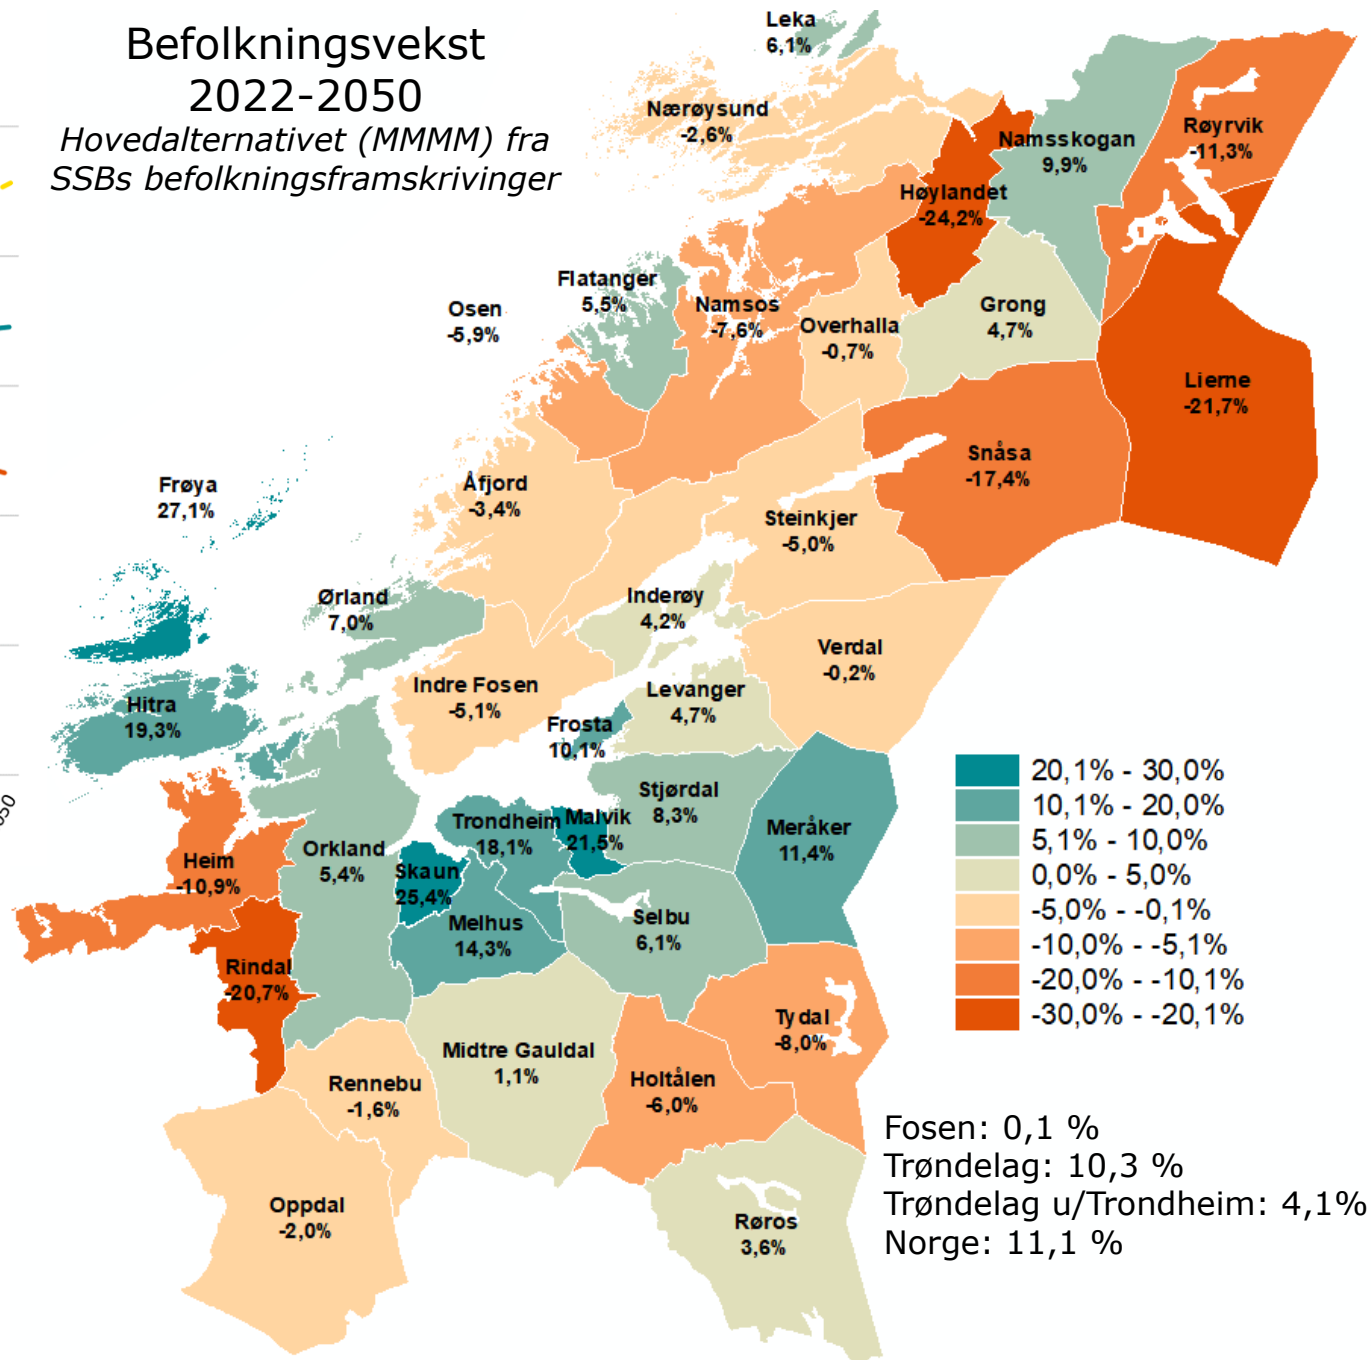 Befolkningsvekst
2022-2050
Hovedalternativet (MMMM) fra
SSBs befolkningsframskrivinger
Leka
6,1%
Nærøysund
-2,6%
Namsskogan
9,9%
Røyrvik
-11,3%
Høylandet
-24,2%
Flatanger
5,5%
Osen
-5,9%
Namsos
-7,6%
Overhalla
-0,7%
Grong
4,7%
Lierne
-21,7%
Snåsa
-17,4%
Frøya
27,1%
Åfjord
-3,4%
Steinkjer
-5,0%
Ørland
7,0%
Inderøy
4,2%
Verdal
-0,2%
Indre Fosen
-5,1%
Levanger
4,7%
Hitra
19,3%
Frosta
10,1%
Stjørdal
8,3%
Trondheim
18,1%
Malvik
21,5%
Meråker
11,4%
Heim
-10,9%
Orkland
5,4%
Skaun
25,4%
Melhus
14,3%
Selbu
6,1%
Rindal
-20,7%
Tydal
-8,0%
Midtre Gauldal
1,1%
Holtålen
-6,0%
Rennebu
-1,6%
Oppdal
-2,0%
Røros
3,6%
20,1% - 30,0%
10,1% - 20,0%
5,1% - 10,0%
0,0% - 5,0%
-5,0% - -0,1%
-10,0% - -5,1%
-20,0% - -10,1%
-30,0% - -20,1%
Fosen: 0,1 %
Trøndelag: 10,3 %
Trøndelag u/Trondheim: 4,1%
Norge: 11,1 %